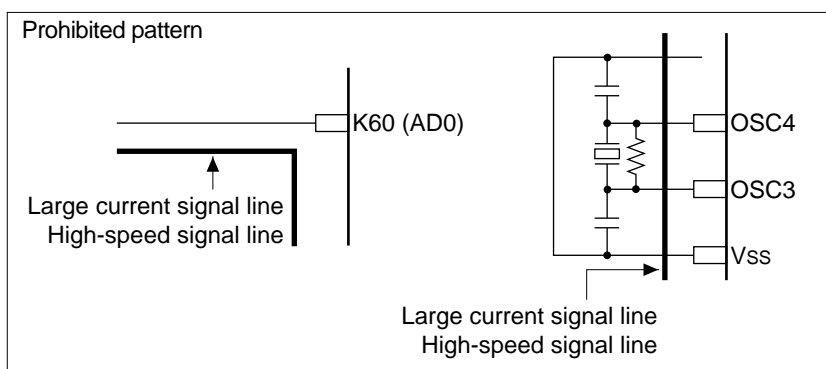 Prohibited pattern
K60 (AD0)
Large current signal line
High-speed signal line
OSC4
OSC3
VSS
Large current signal line
High-speed signal line